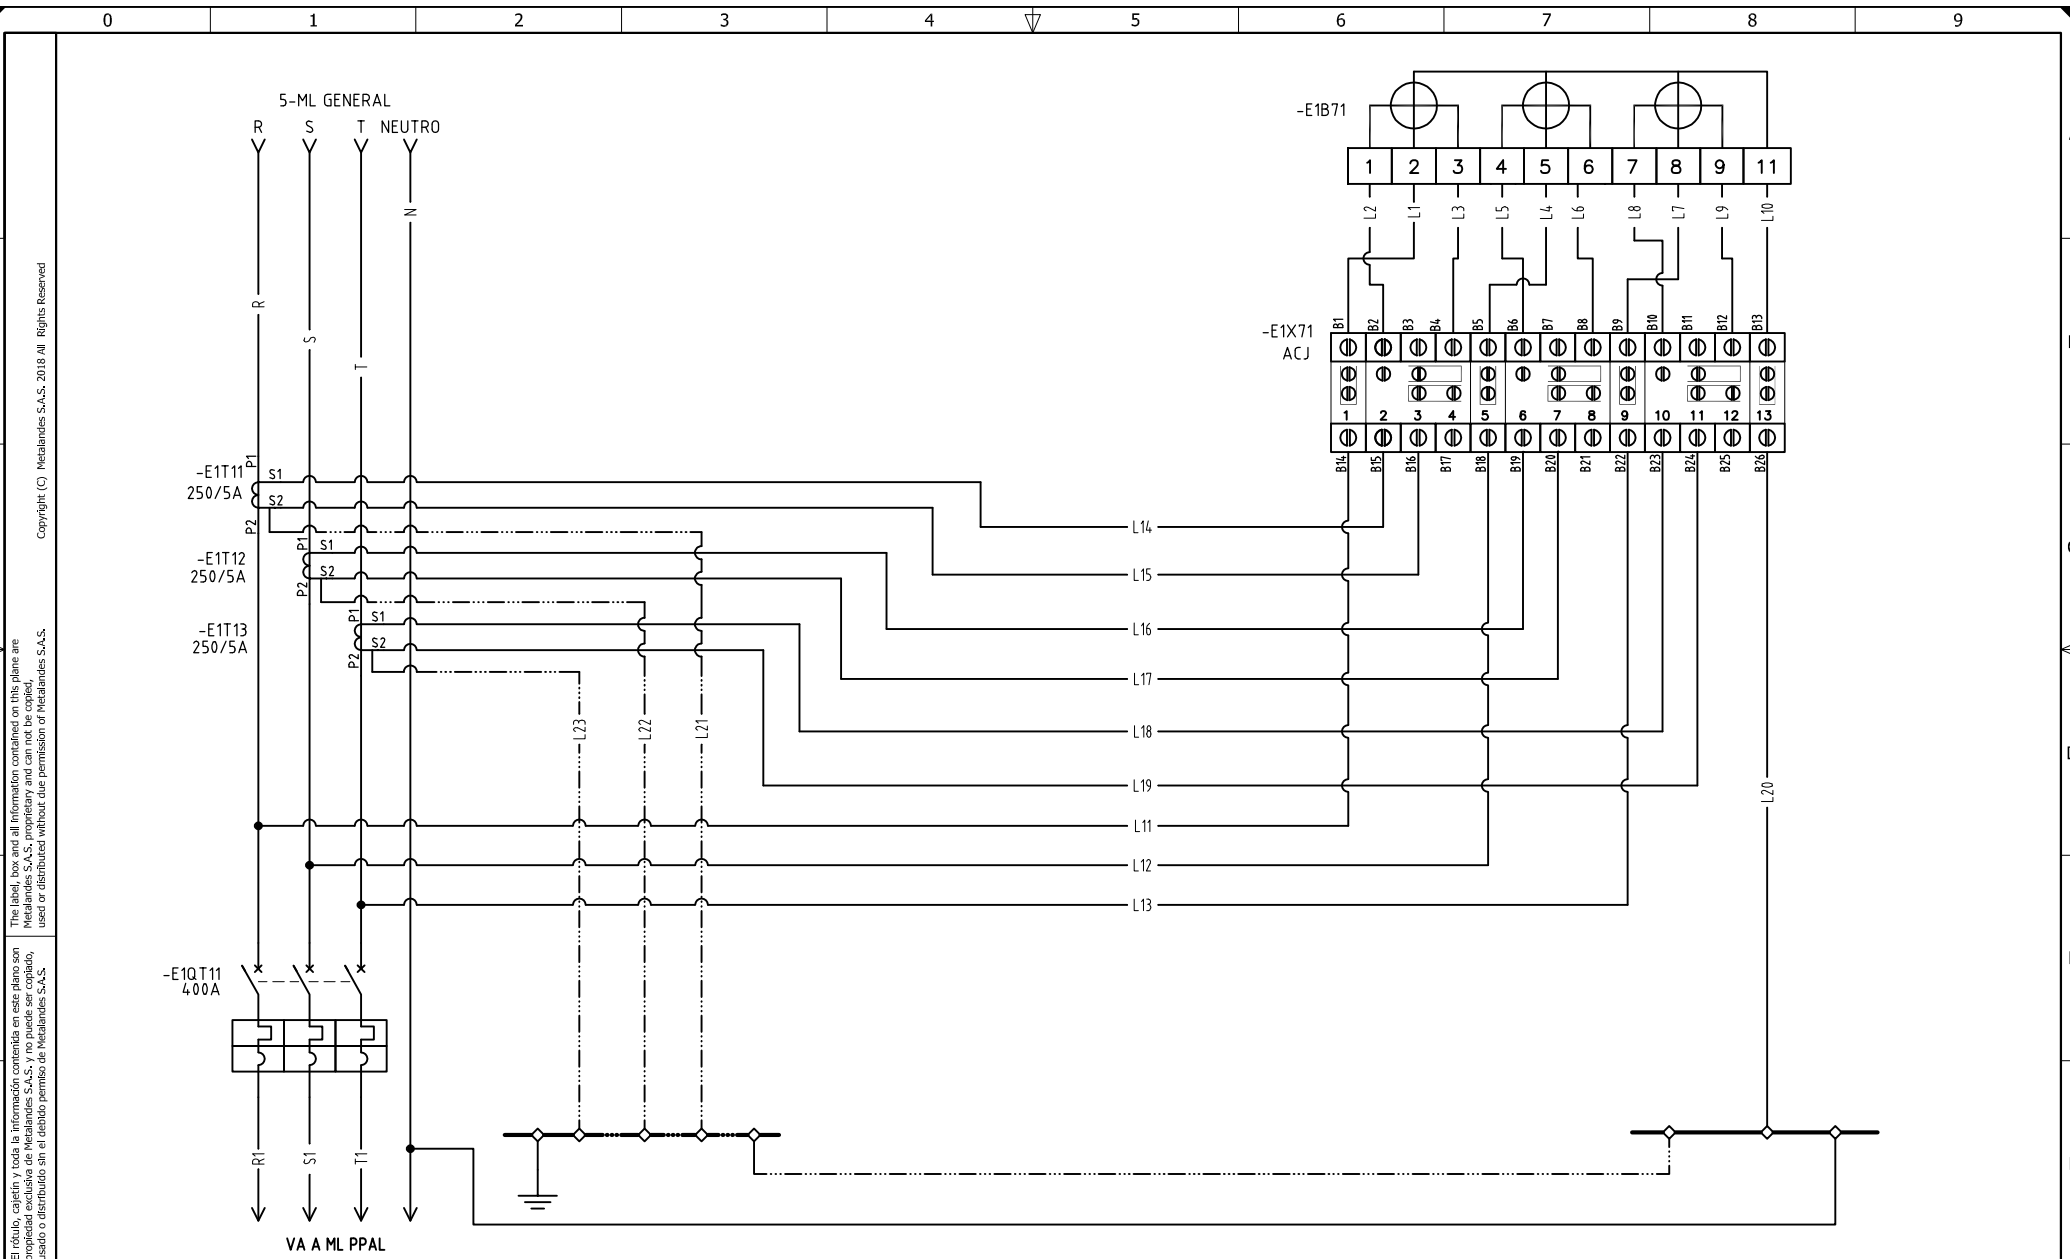 0 1 2 3 4 5 6 7 8 9
5-ML GENERAL
R S T NEUTRO
N
R
S
T
-E1B71
1 2 3 4 5 6 7 8 9 11
L2 L1 L3 L5 L4 L6 L8 L7 L9 L10
-E1X71
ACJ
B1 B2 B3 B4 B5 B6 B7 B8 B9 B10 B11 B12 B13
1 2 3 4 5 6 7 8 9 10 11 12 13
B14 B15 B16 B17 B18 B19 B20 B21 B22 B23 B24 B25 B26
-E1T11
250/5A
P1
S1
S2
P2
-E1T12
250/5A
P1
S1
S2
P2
-E1T13
250/5A
P1
S1
S2
P2
L14
L15
L16
L17
L18
L19
L11
L12
L13
L23 L22 L21
L20
-E1QT11
400A
R1 S1 T1
VA A ML PPAL
Copyright (C) Metalandes S.A.S. 2018 All Rights Reserved
The label, box and all information contained on this plane are
Metalandes S.A.S. proprietary and can not be copied,
used or distributed without due permission of Metalandes S.A.S.
El rótulo, cajetín y toda la información contenida en este plano son
propiedad exclusiva de Metalandes S.A.S. y no puede ser copiado,
usado o distribuido sin el debido permiso de Metalandes S.A.S.